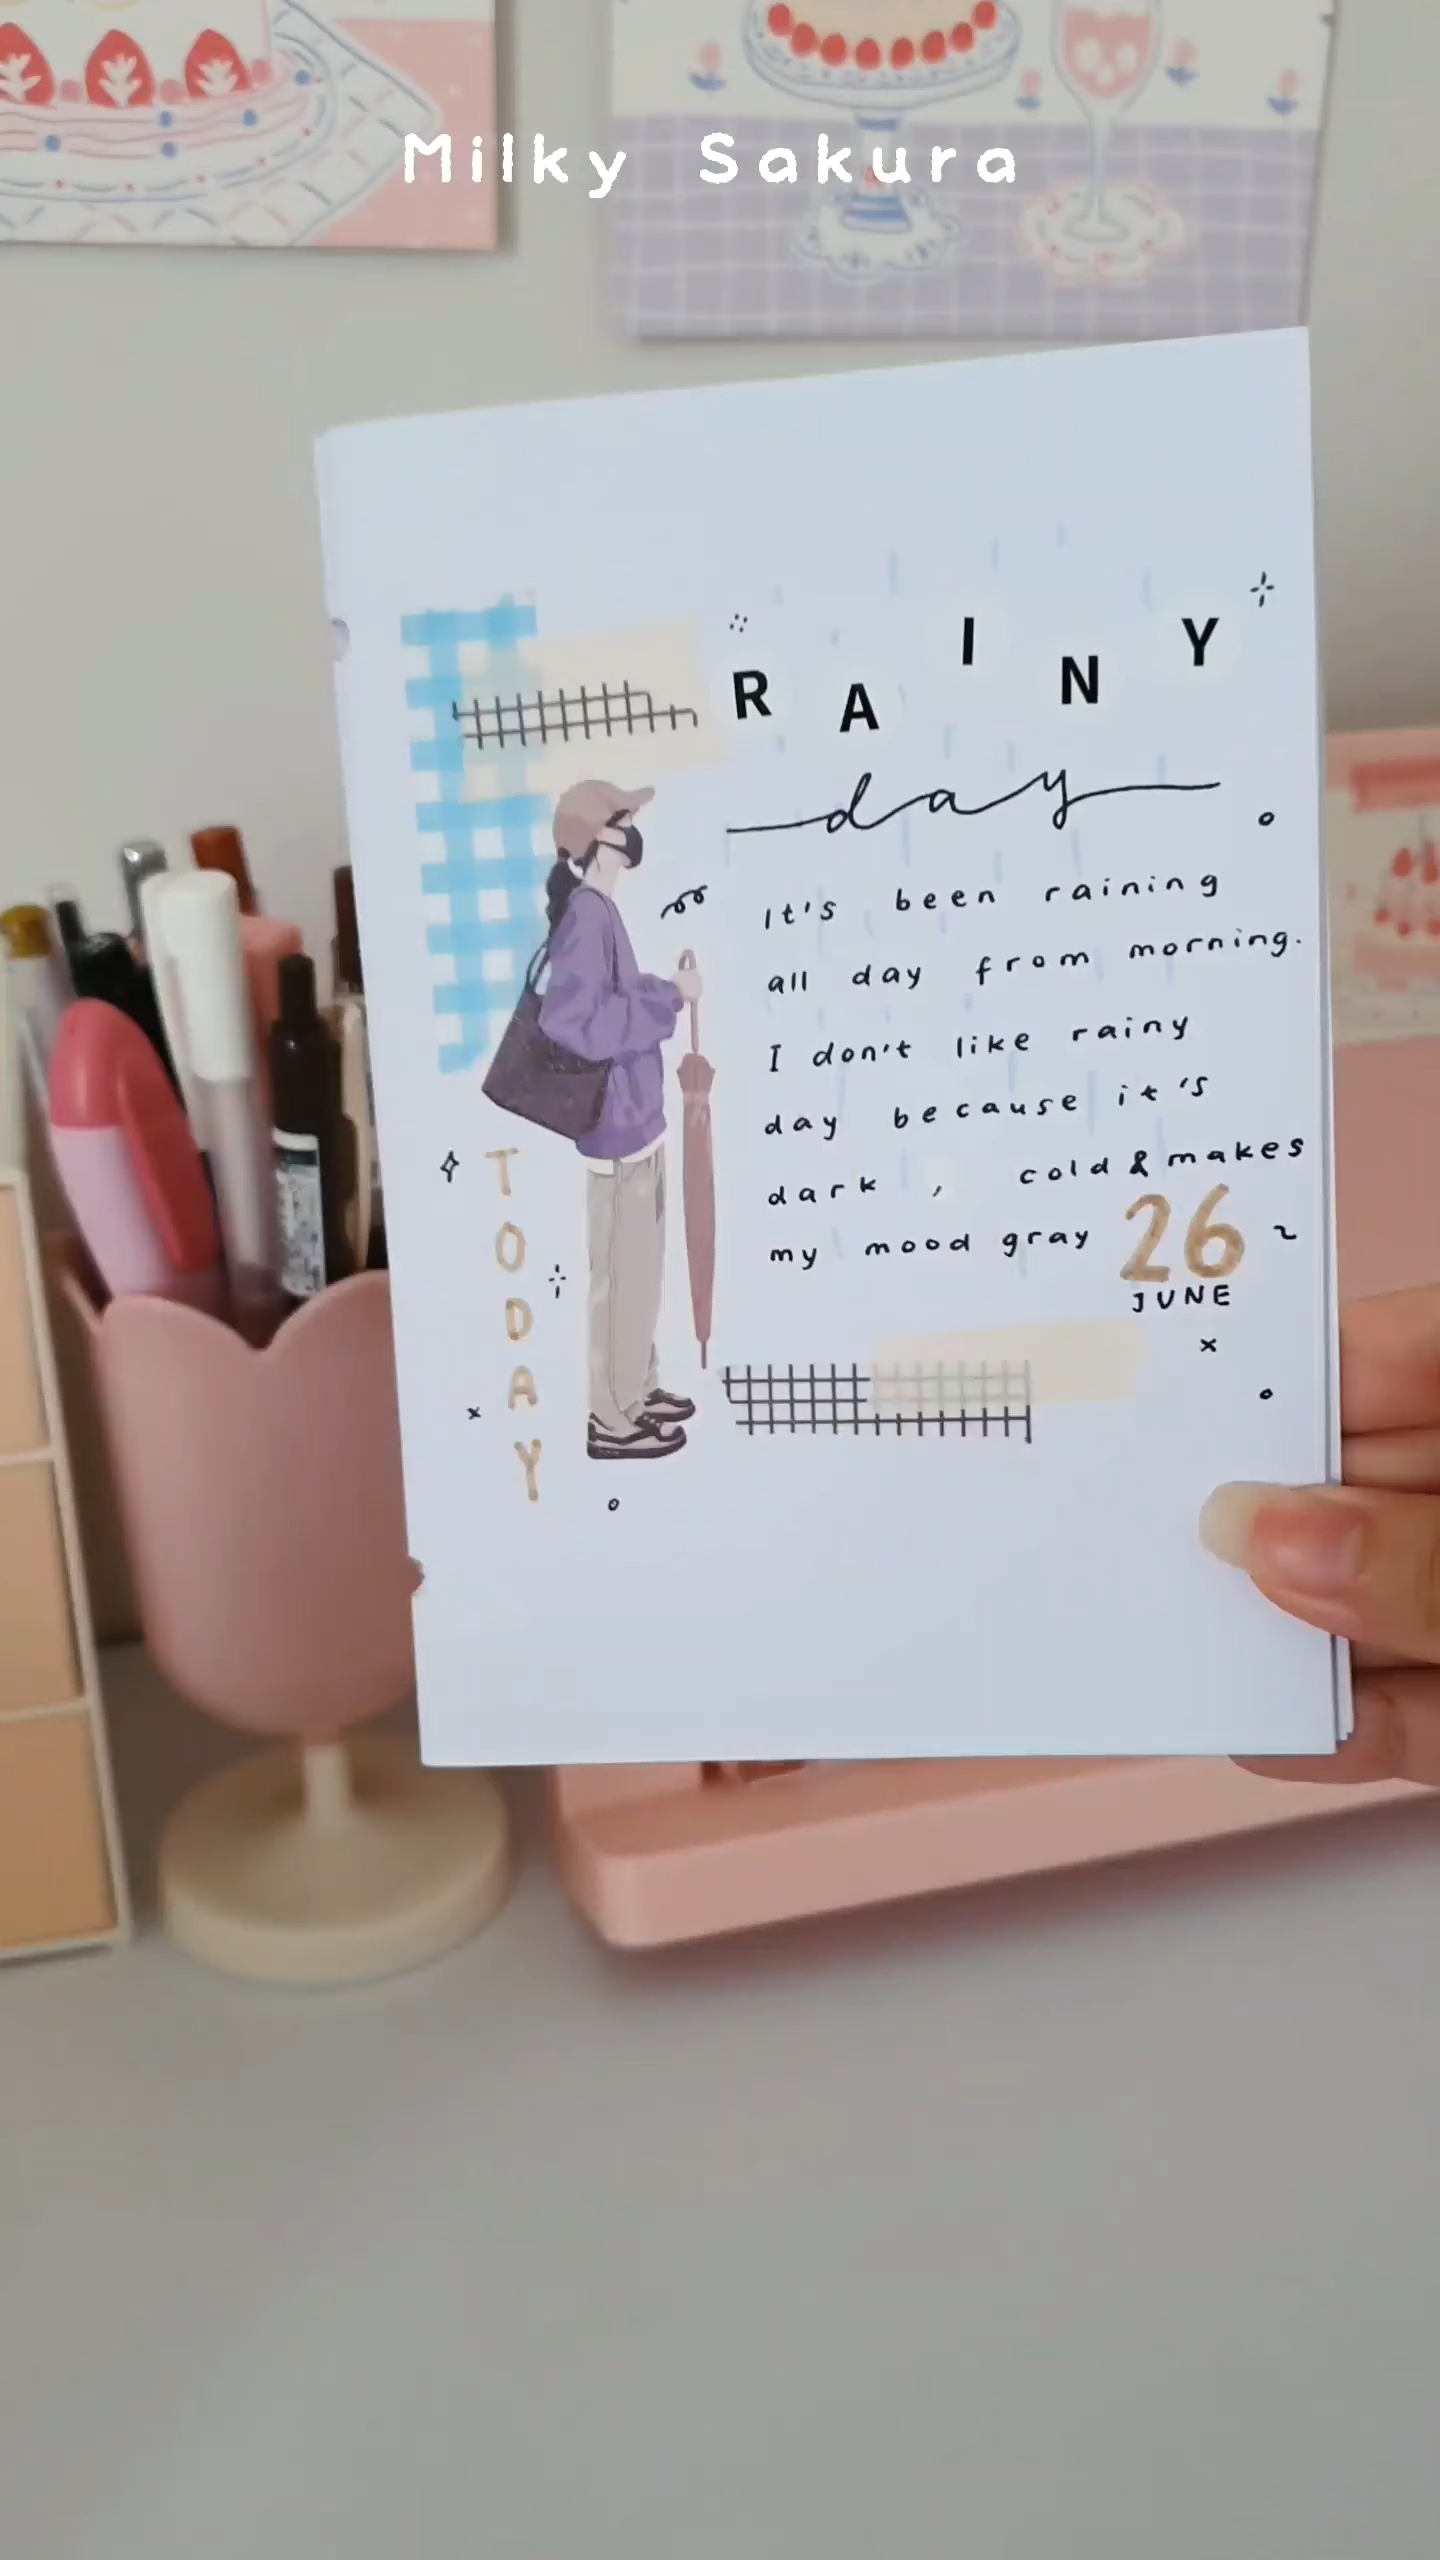 Milky Sakura
RAINY
day
It's been raining
all day from morning.
I don't like rainy
day because it's
dark , cold & makes
my mood gray
26
JUNE
TODAY